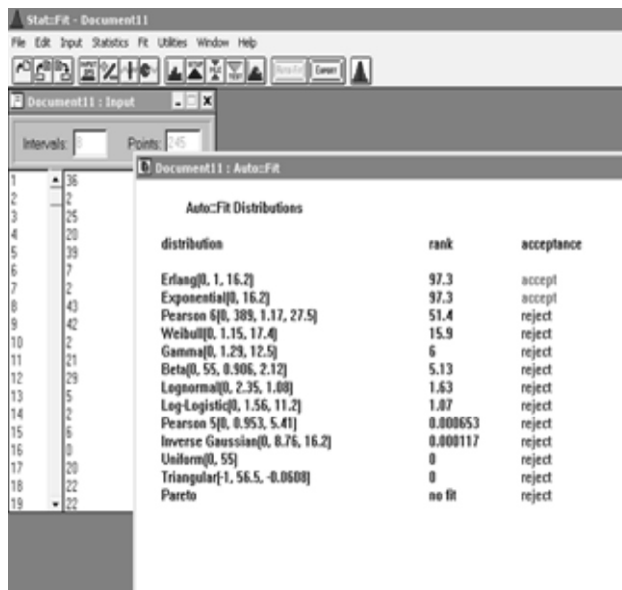 Stat::Fit - Document11
File Edit Input Statistics Fit Utilities Window Help
Document11 : Input
Intervals: 8 Points: 245
1 36
2 2
3 25
4 20
5 39
6 7
7 2
8 43
9 42
10 2
11 21
12 29
13 5
14 2
15 6
16 0
17 20
18 22
19 22
Document11 : Auto::Fit
Auto::Fit Distributions
distribution rank acceptance
Erlang(0, 1, 16.2) 97.3 accept
Exponential(0, 16.2) 97.3 accept
Pearson 6(0, 389, 1.17, 27.5) 51.4 reject
Weibull(0, 1.15, 17.4) 15.9 reject
Gamma(0, 1.29, 12.5) 6 reject
Beta(0, 55, 0.906, 2.12) 5.13 reject
Lognormal(0, 2.35, 1.08) 1.63 reject
Log-Logistic(0, 1.56, 11.2) 1.07 reject
Pearson 5(0, 0.953, 5.41) 0.000653 reject
Inverse Gaussian(0, 8.76, 16.2) 0.000117 reject
Uniform(0, 55) 0 reject
Triangular(-1, 56.5, -0.0608) 0 reject
Pareto no fit reject